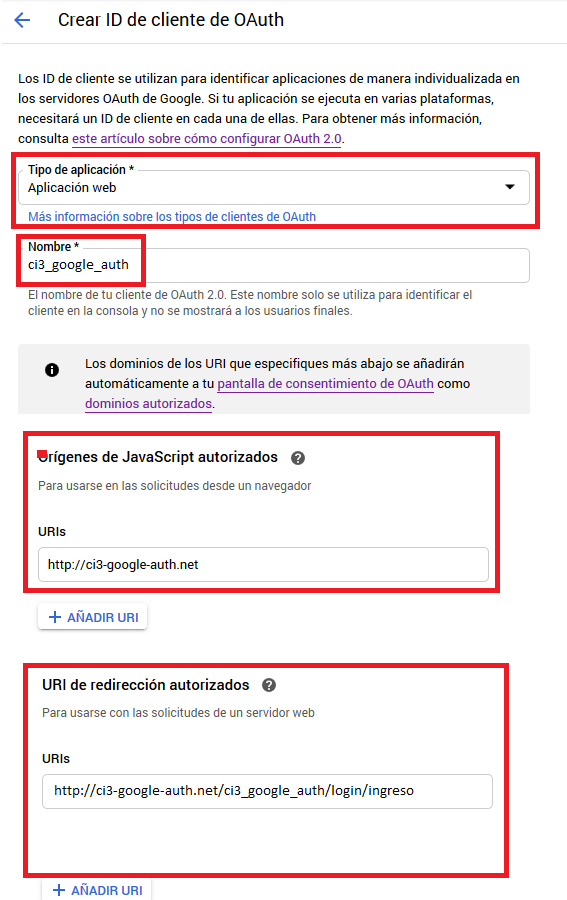 Crear ID de cliente de OAuth
Los ID de cliente se utilizan para identificar aplicaciones de manera individualizada en
los servidores OAuth de Google. Si tu aplicación se ejecuta en varias plataformas,
necesitará un ID de cliente en cada una de ellas. Para obtener más información,
consulta este artículo sobre cómo configurar OAuth 2.0.
Tipo de aplicación *
Aplicación web
Más información sobre los tipos de clientes de OAuth
Nombre *
ci3_google_auth
El nombre de tu cliente de OAuth 2.0. Este nombre solo se utiliza para identificar el
cliente en la consola y no se mostrará a los usuarios finales.
Los dominios de los URI que especifiques más abajo se añadirán
automáticamente a tu pantalla de consentimiento de OAuth como
dominios autorizados.
Orígenes de JavaScript autorizados
Para usarse en las solicitudes desde un navegador
URIs
http://ci3-google-auth.net
+ AÑADIR URI
URI de redirección autorizados
Para usarse con las solicitudes de un servidor web
URIs
http://ci3-google-auth.net/ci3_google_auth/login/ingreso
+ AÑADIR URI